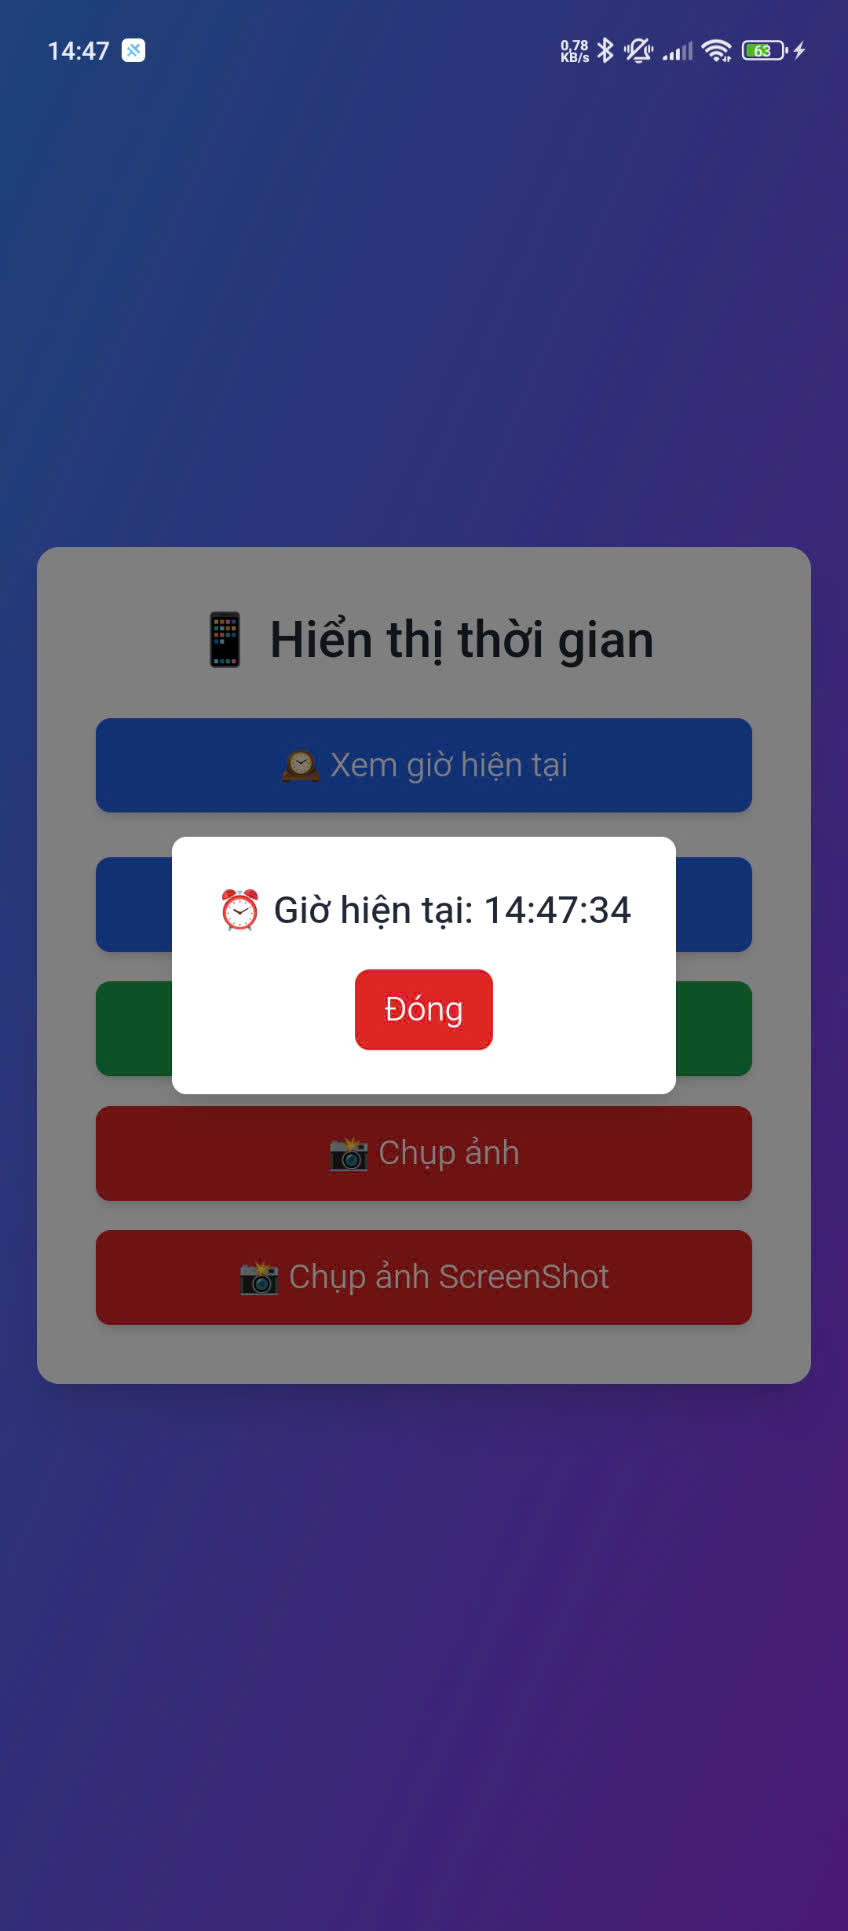 14:47
0,78
KB/s
63
Hiển thị thời gian
Xem giờ hiện tại
Giờ hiện tại: 14:47:34
Đóng
Chụp ảnh
Chụp ảnh ScreenShot